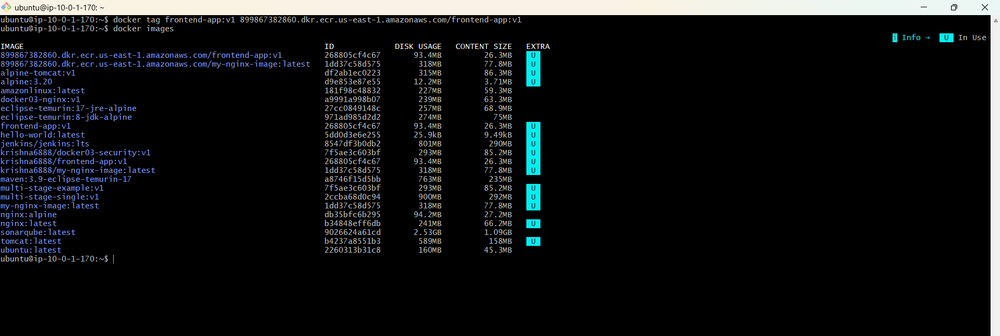 ubuntu@ip-10-0-1-170: ~
ubuntu@ip-10-0-1-170:~$ docker tag frontend-app:v1 899867382860.dkr.ecr.us-east-1.amazonaws.com/frontend-app:v1
ubuntu@ip-10-0-1-170:~$ docker images
i Info → U In Use
IMAGE ID DISK USAGE CONTENT SIZE EXTRA
899867382860.dkr.ecr.us-east-1.amazonaws.com/frontend-app:v1 268805cf4c67 93.4MB 26.3MB U
899867382860.dkr.ecr.us-east-1.amazonaws.com/my-nginx-image:latest 1dd37c58d575 318MB 77.8MB U
alpine-tomcat:v1 df2ab1ec0223 315MB 86.3MB U
alpine:3.20 d9e853e87e55 12.2MB 3.71MB U
amazonlinux:latest 181f98c48832 227MB 59.3MB
docker03-nginx:v1 a9991a998b07 239MB 63.3MB
eclipse-temurin:17-jre-alpine 27cc0849148c 257MB 68.9MB
eclipse-temurin:8-jdk-alpine 971ad985d2d2 274MB 75MB
frontend-app:v1 268805cf4c67 93.4MB 26.3MB U
hello-world:latest 5dd0d3e6e255 25.9kB 9.49kB U
jenkins/jenkins:lts 8547df3b0db2 801MB 290MB U
krishna6888/docker03-security:v1 7f5ae3c603bf 293MB 85.2MB U
krishna6888/frontend-app:v1 268805cf4c67 93.4MB 26.3MB U
krishna6888/my-nginx-image:latest 1dd37c58d575 318MB 77.8MB U
maven:3.9-eclipse-temurin-17 a8746f15d5bb 763MB 235MB
multi-stage-example:v1 7f5ae3c603bf 293MB 85.2MB U
multi-stage-single:v1 2ccba68d0c94 900MB 292MB U
my-nginx-image:latest 1dd37c58d575 318MB 77.8MB U
nginx:alpine db35bfc6b295 94.2MB 27.2MB
nginx:latest b34848eff6db 241MB 66.2MB U
sonarqube:latest 9026624a61cd 2.53GB 1.09GB
tomcat:latest b4237a8551b3 589MB 158MB U
ubuntu:latest 2260313b31c8 160MB 45.3MB
ubuntu@ip-10-0-1-170:~$